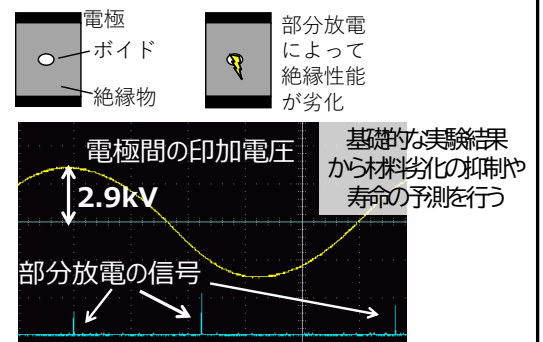 電極
ボイド
絶縁物
部分放電
によって
絶縁性能
が劣化
電極間の印加電圧
基礎的な実験結果
から材料劣化の抑制や
寿命の予測を行う
2.9kV
部分放電の信号